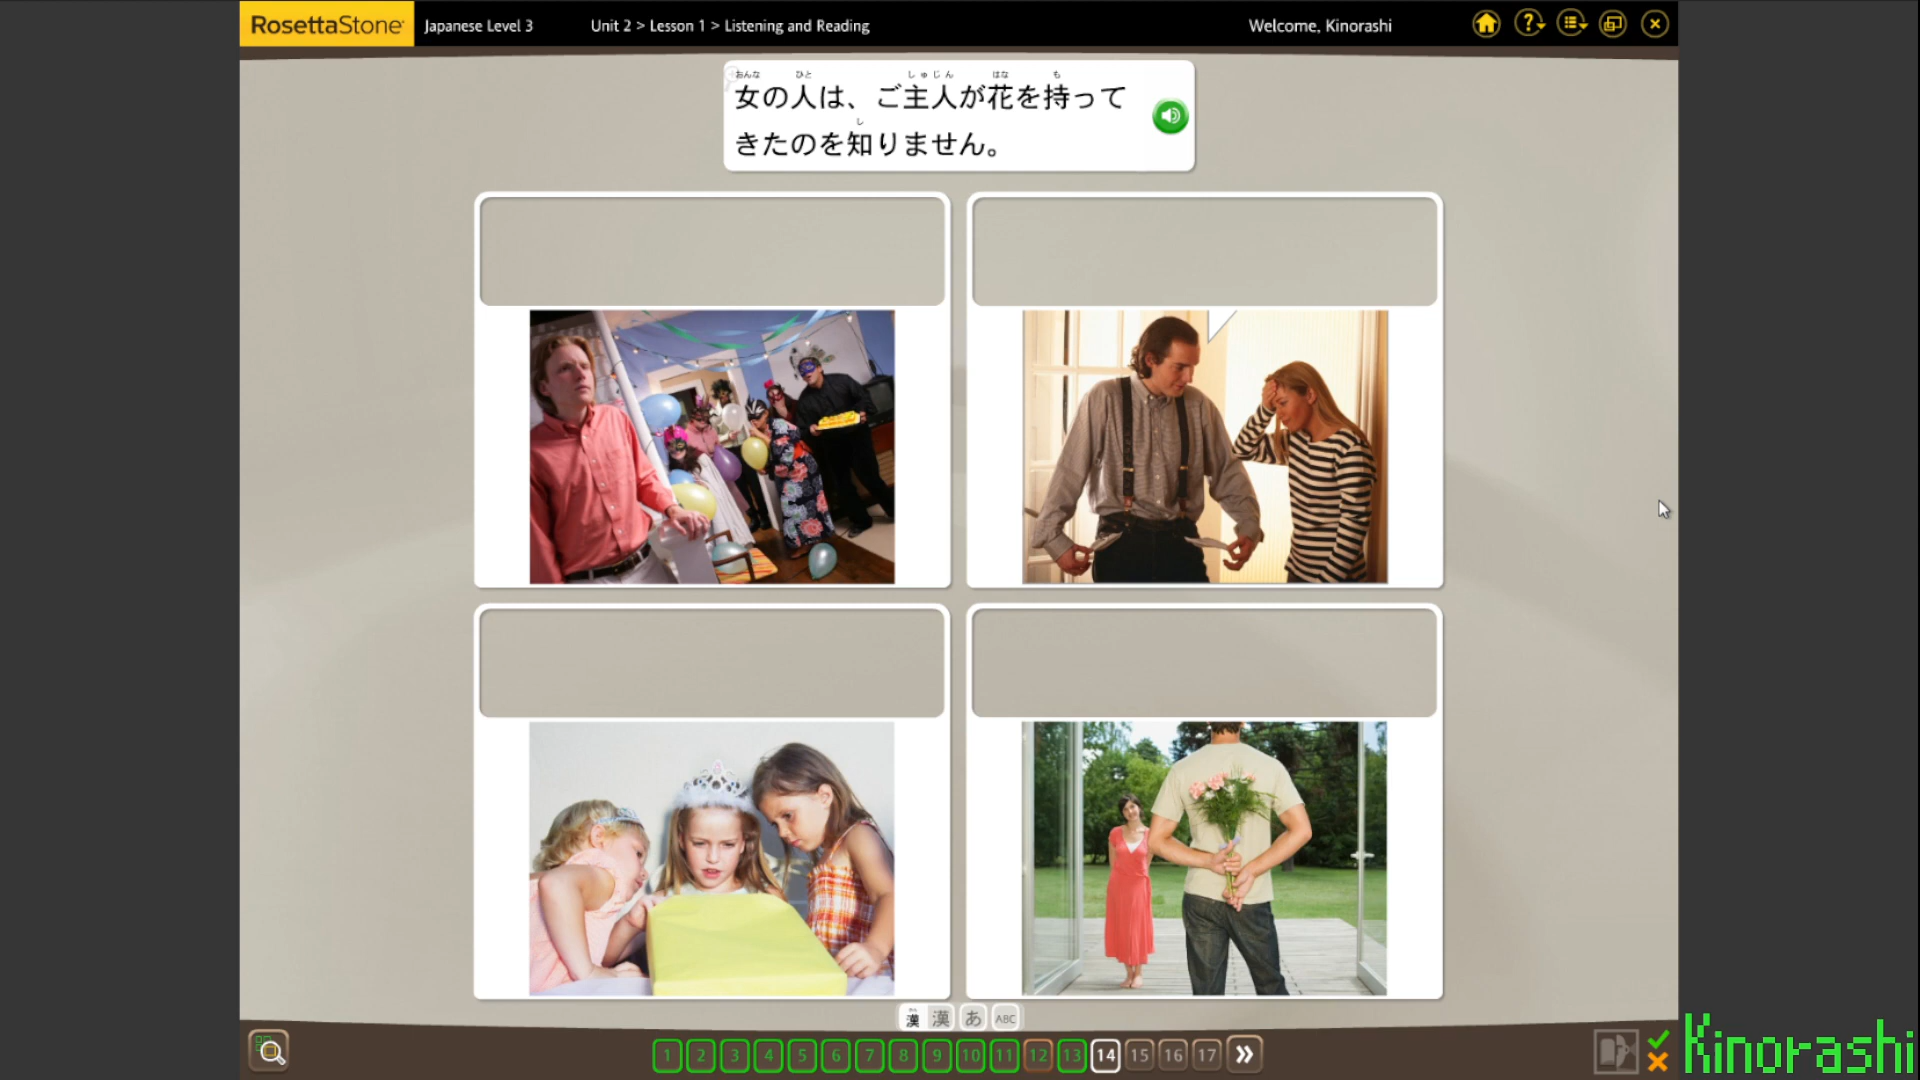 RosettaStone
Japanese Level 3
Unit 2 > Lesson 1 > Listening and Reading
Welcome, Kinorashi
おんな ひと しゅじん はな も
女の人は、ご主人が花を持って
し
きたのを知りません。
漢 漢 あ ABC
1 2 3 4 5 6 7 8 9 10 11 12 13 14 15 16 17
Kinorashi